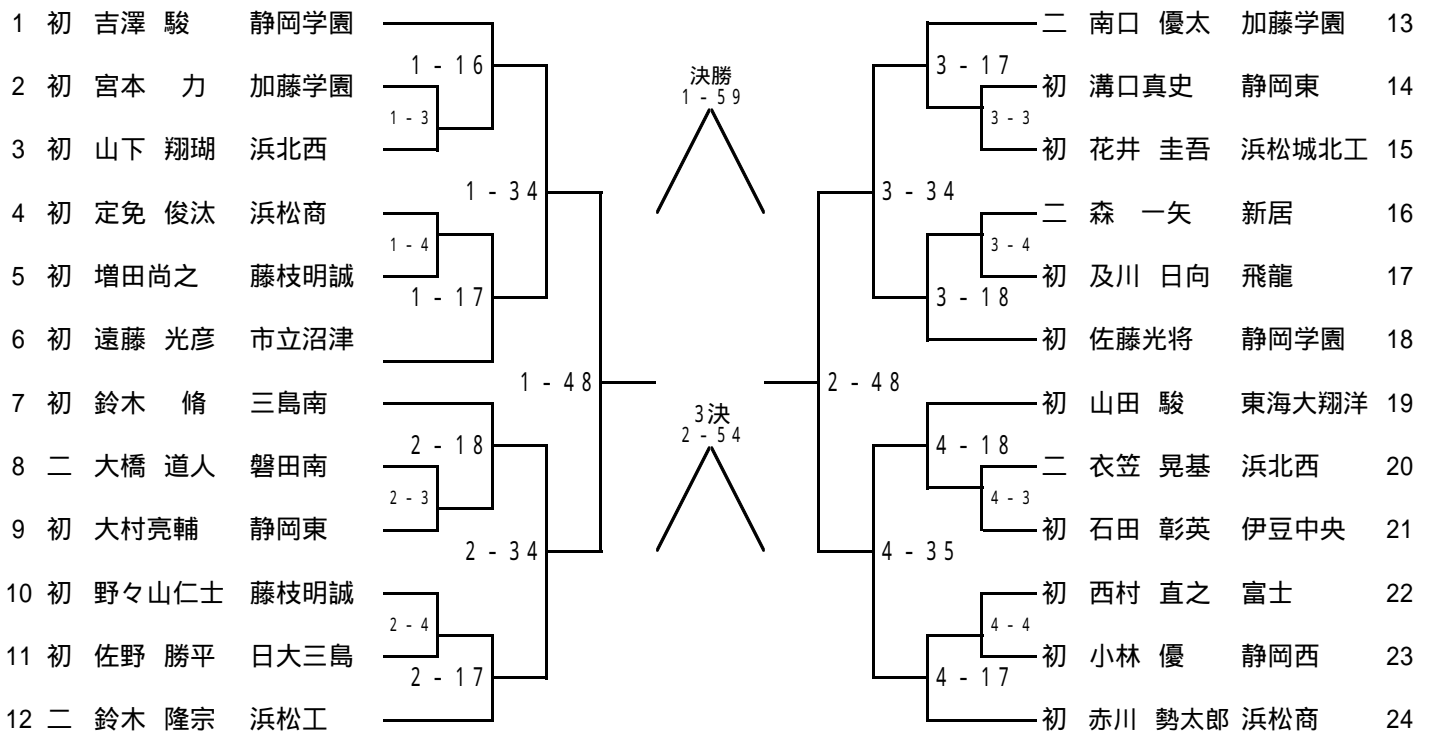 1 初 吉澤 駿 静岡学園
1 - 16
2 初 宮本 力 加藤学園
1 - 3
3 初 山下 翔瑚 浜北西
1 - 34
4 初 定免 俊汰 浜松商
1 - 4
5 初 増田尚之 藤枝明誠
1 - 17
6 初 遠藤 光彦 市立沼津
1 - 48
7 初 鈴木 脩 三島南
2 - 18
8 二 大橋 道人 磐田南
2 - 3
9 初 大村亮輔 静岡東
2 - 34
10 初 野々山仁士 藤枝明誠
2 - 4
11 初 佐野 勝平 日大三島
2 - 17
12 二 鈴木 隆宗 浜松工
決勝
1 - 59
3決
2 - 54
二 南口 優太 加藤学園 13
3 - 17
初 溝口真史 静岡東 14
3 - 3
初 花井 圭吾 浜松城北工 15
3 - 34
二 森 一矢 新居 16
3 - 4
初 及川 日向 飛龍 17
3 - 18
初 佐藤光将 静岡学園 18
2 - 48
初 山田 駿 東海大翔洋 19
4 - 18
二 衣笠 晃基 浜北西 20
4 - 3
初 石田 彰英 伊豆中央 21
4 - 35
初 西村 直之 富士 22
4 - 4
初 小林 優 静岡西 23
4 - 17
初 赤川 勢太郎 浜松商 24